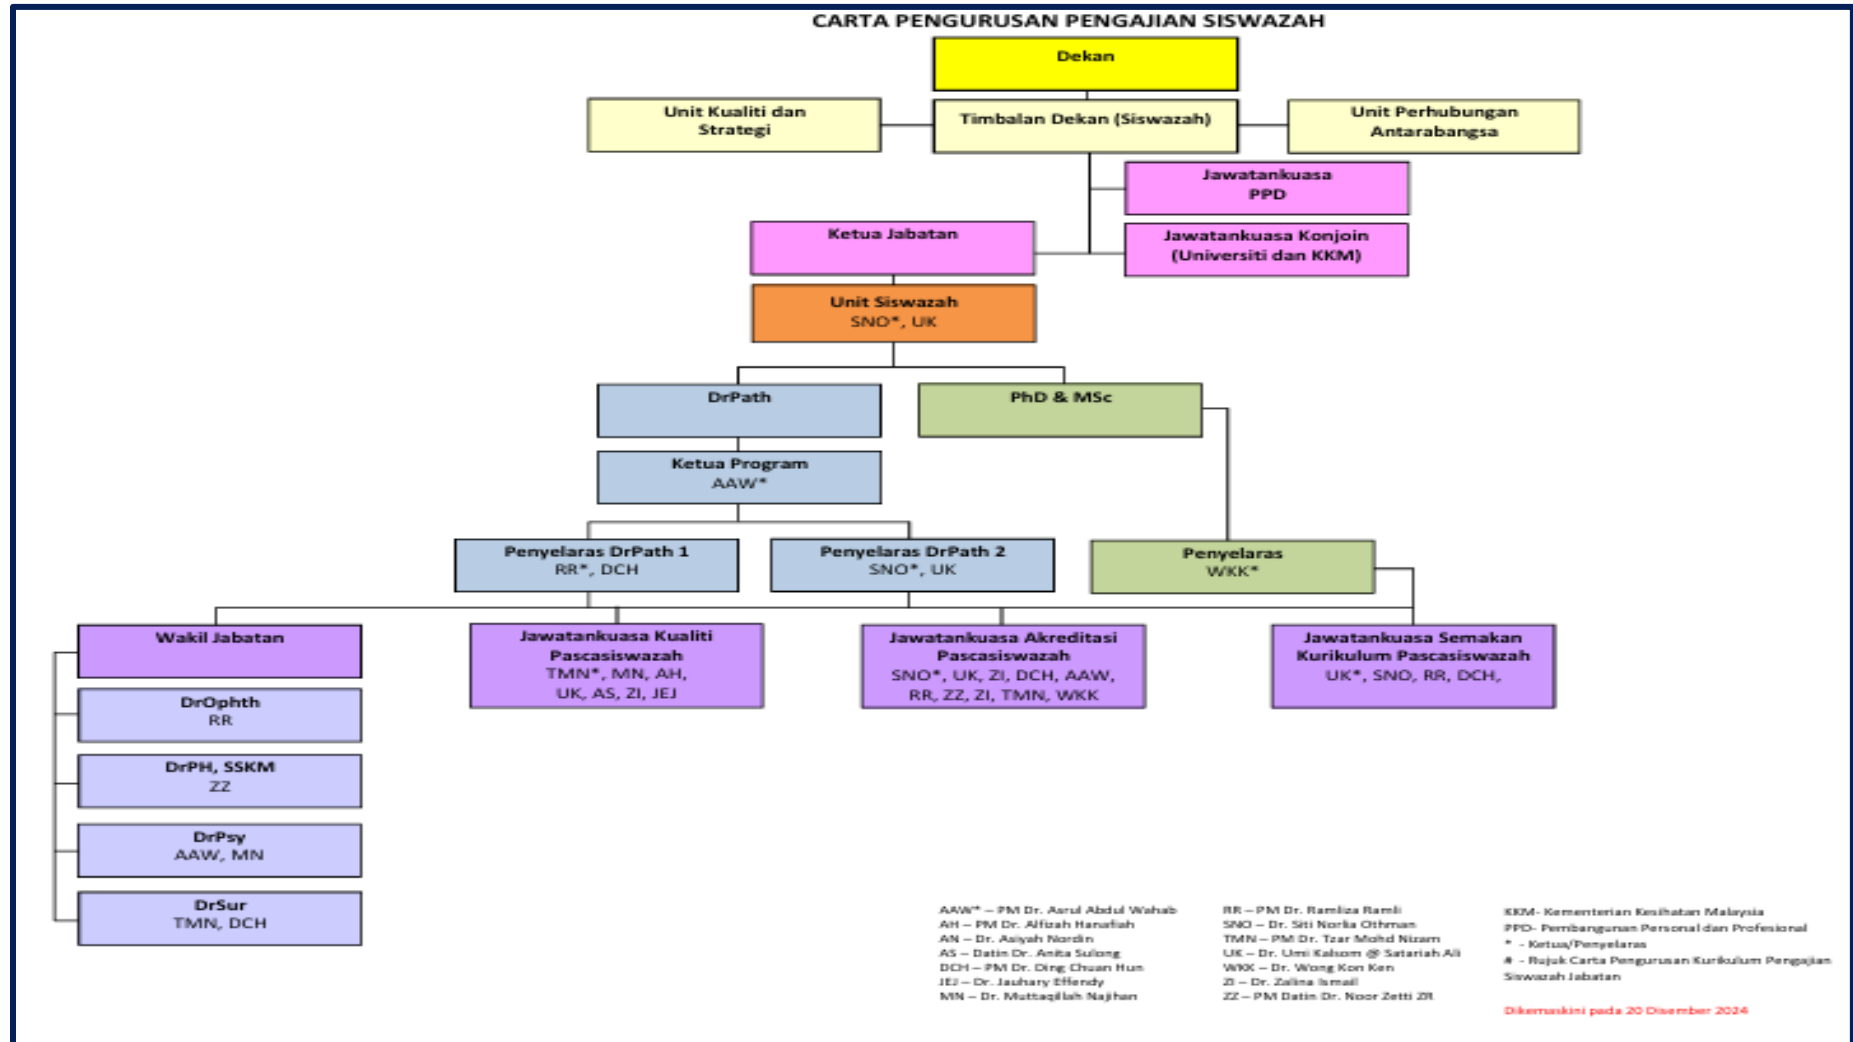 CARTA PENGURUSAN PENGAJIAN SISWAZAH
Dekan
Unit Kualiti dan
Strategi
Timbalan Dekan (Siswazah)
Unit Perhubungan
Antarabangsa
Jawatankuasa
PPD
Ketua Jabatan
Jawatankuasa Konjoin
(Universiti dan KKM)
Unit Siswazah
SNO*, UK
DrPath
PhD & MSc
Ketua Program
AAW*
Penyelaras DrPath 1
RR*, DCH
Penyelaras DrPath 2
SNO*, UK
Penyelaras
WKK*
Wakil Jabatan
Jawatankuasa Kualiti
Pascasiswazah
TMN*, MN, AH,
UK, AS, ZI, JEJ
Jawatankuasa Akreditasi
Pascasiswazah
SNO*, UK, ZI, DCH, AAW,
RR, ZZ, ZI, TMN, WKK
Jawatankuasa Semakan
Kurikulum Pascasiswazah
UK*, SNO, RR, DCH,
DrOphth
RR
DrPH, SSKM
ZZ
DrPsy
AAW, MN
DrSur
TMN, DCH
AAW* – PM Dr. Asrul Abdul Wahab
AH – PM Dr. Alfizah Hanafiah
AN – Dr. Asiyah Nordin
AS – Datin Dr. Anita Sulong
DCH – PM Dr. Ding Chuan Hun
JEJ – Dr. Jauhary Effendy
MN – Dr. Muttaqillah Najihan
RR – PM Dr. Ramliza Ramli
SNO – Dr. Siti Norlia Othman
TMN – PM Dr. Tzar Mohd Nizam
UK – Dr. Umi Kalsom @ Satariah Ali
WKK – Dr. Wong Kon Ken
ZI – Dr. Zalina Ismail
ZZ – PM Datin Dr. Noor Zetti ZR
KKM- Kementerian Kesihatan Malaysia
PPD- Pembangunan Personal dan Profesional
* - Ketua/Penyelaras
# - Rujuk Carta Pengurusan Kurikulum Pengajian
Siswazah Jabatan
Dikemaskini pada 20 Disember 2024